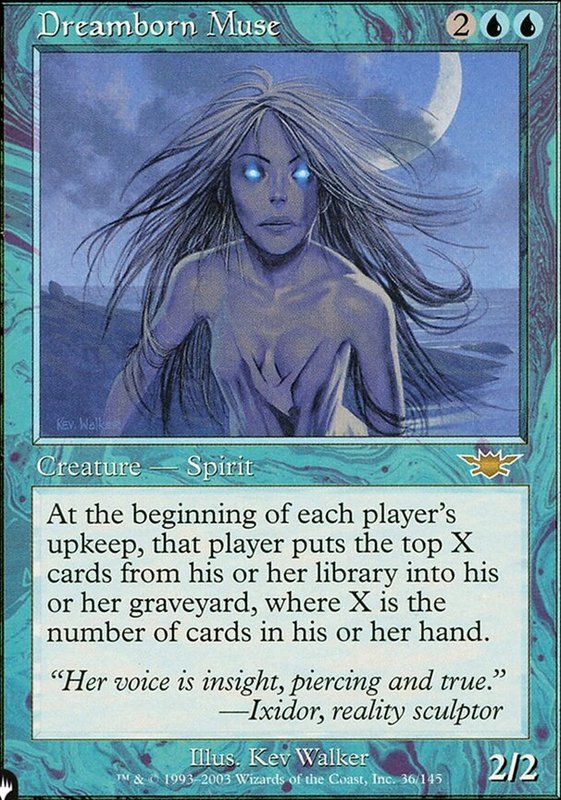 Dreamborn Muse 2
Kev. Walker
Creature — Spirit
At the beginning of each player's
upkeep, that player puts the top X
cards from his or her library into his
or her graveyard, where X is the
number of cards in his or her hand.
“Her voice is insight, piercing and true.”
—Ixidor, reality sculptor
Illus. Kev Walker
™ & © 1993–2003 Wizards of the Coast, Inc. 36/145
2/2